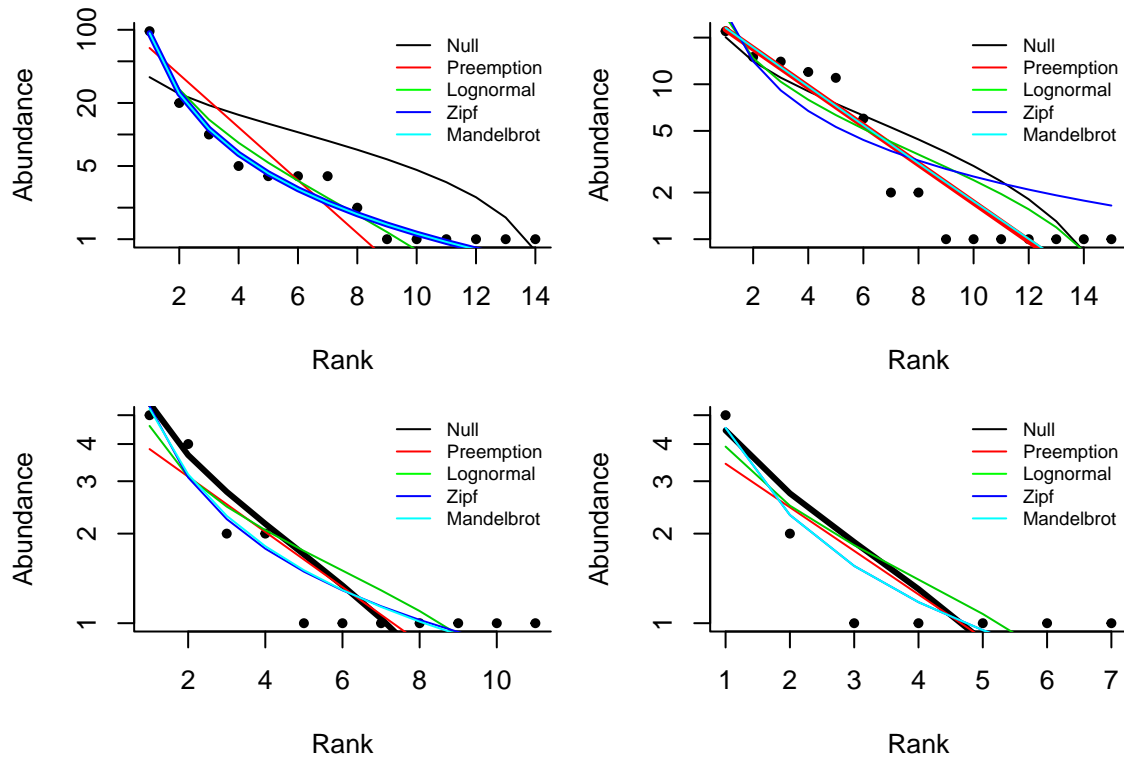 Abundance
100
20
5
1
Null
Preemption
Lognormal
Zipf
Mandelbrot
2 4 6 8 10 12 14
Rank
Abundance
10
5
2
1
Null
Preemption
Lognormal
Zipf
Mandelbrot
2 4 6 8 10 12 14
Rank
Abundance
4
3
2
1
Null
Preemption
Lognormal
Zipf
Mandelbrot
2 4 6 8 10
Rank
Abundance
4
3
2
1
Null
Preemption
Lognormal
Zipf
Mandelbrot
1 2 3 4 5 6 7
Rank